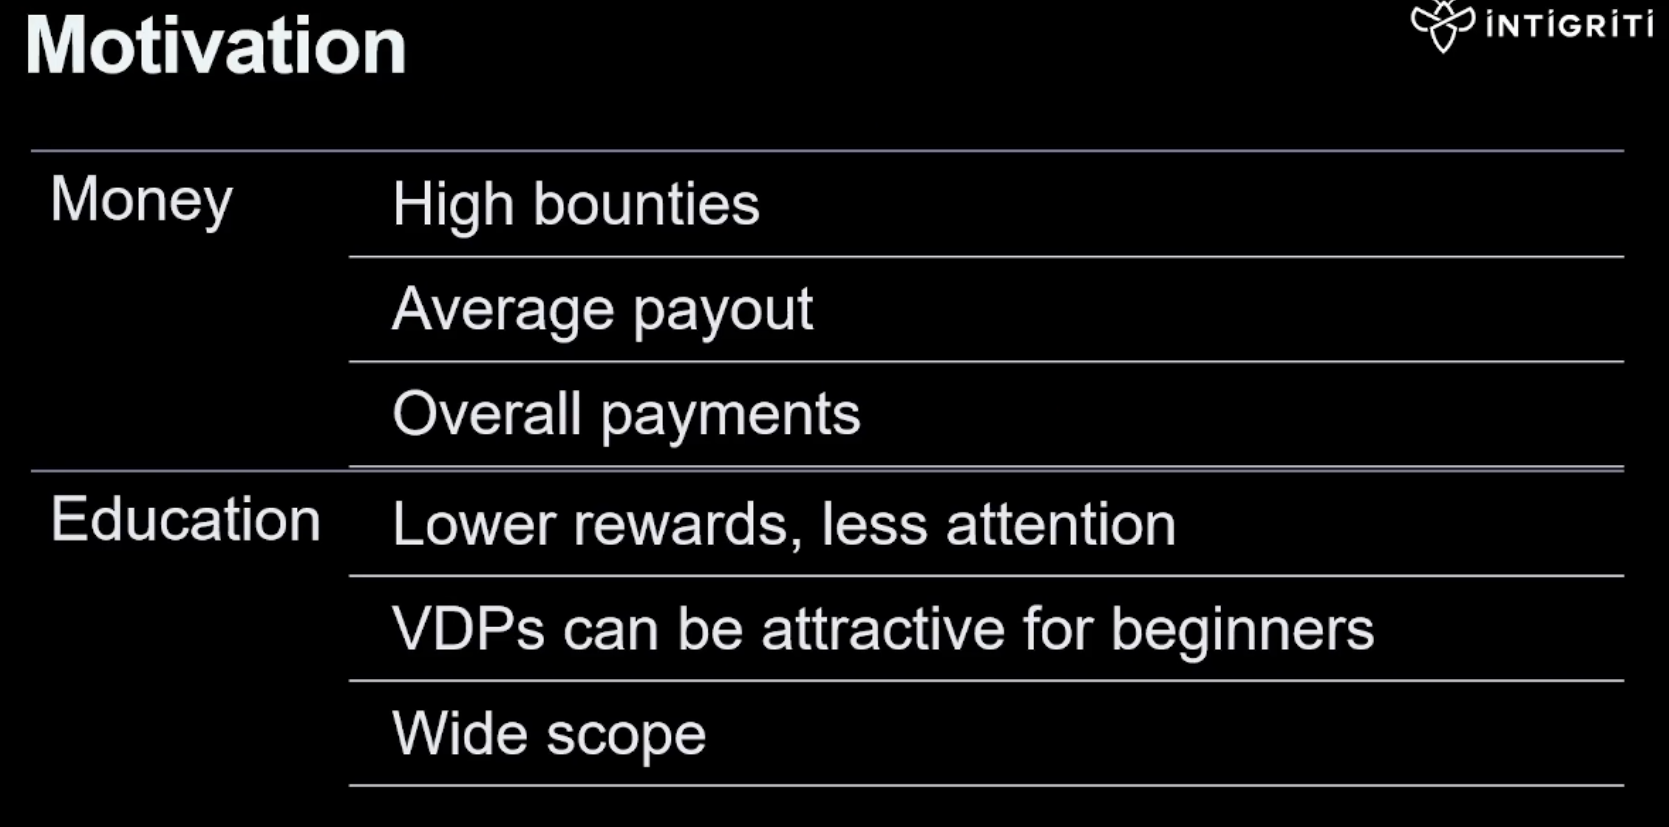 Motivation
iNTiGRiTi
Money
High bounties
Average payout
Overall payments
Education
Lower rewards, less attention
VDPs can be attractive for beginners
Wide scope